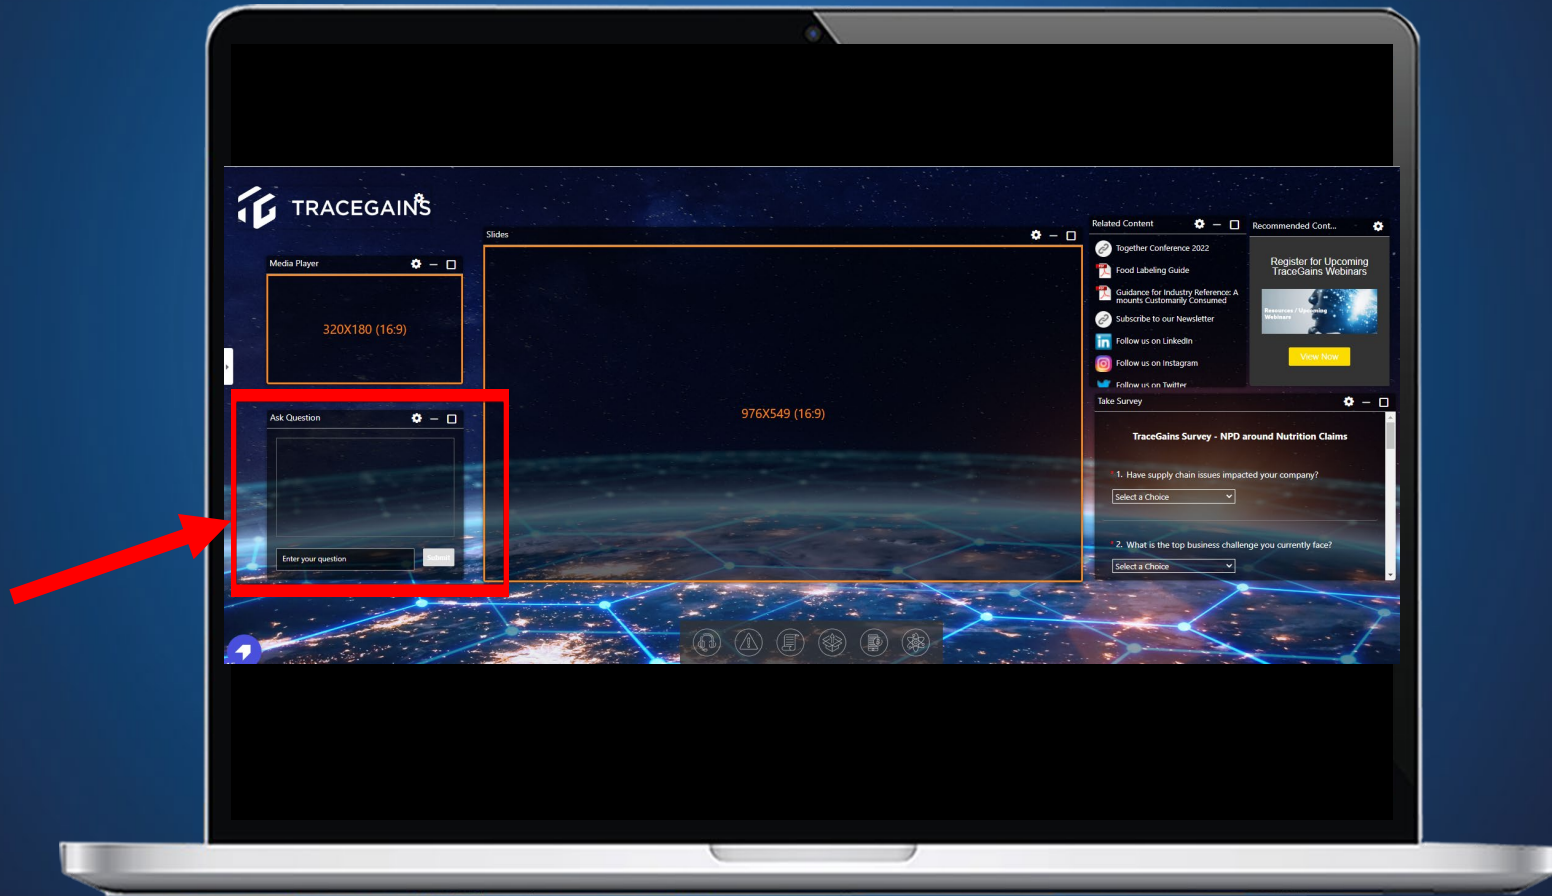 TRACEGAINS
Media Player
320X180 (16:9)
Ask Question
Enter your question
Submit
Slides
976X549 (16:9)
Related Content
Together Conference 2022
Food Labeling Guide
Guidance for Industry Reference: A
mounts Customarily Consumed
Subscribe to our Newsletter
Follow us on LinkedIn
Follow us on Instagram
Follow us on Twitter
Recommended Cont...
Register for Upcoming
TraceGains Webinars
Resources / Upcoming
Webinars
View Now
Take Survey
TraceGains Survey - NPD around Nutrition Claims
* 1. Have supply chain issues impacted your company?
Select a Choice
* 2. What is the top business challenge you currently face?
Select a Choice